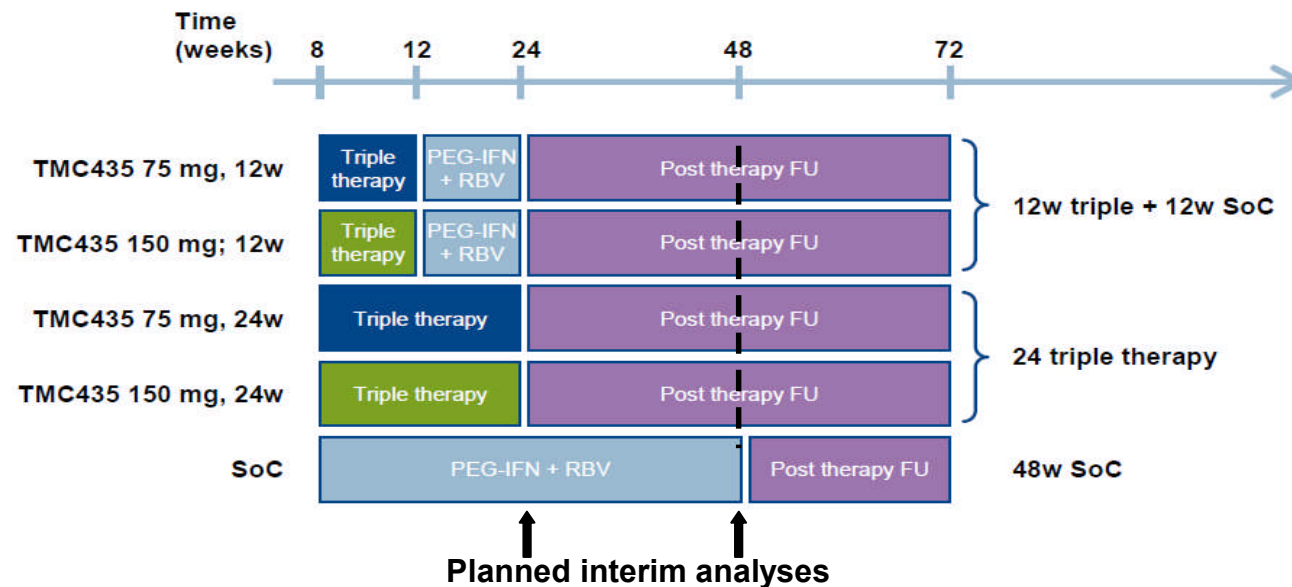 Time
(weeks) 8 12 24 48 72
TMC435 75 mg, 12w
Triple
therapy
PEG-IFN
+ RBV
Post therapy FU
TMC435 150 mg; 12w
Triple
therapy
PEG-IFN
+ RBV
Post therapy FU
12w triple + 12w SoC
TMC435 75 mg, 24w
Triple therapy
Post therapy FU
TMC435 150 mg, 24w
Triple therapy
Post therapy FU
24 triple therapy
SoC
PEG-IFN + RBV
Post therapy FU
48w SoC
Planned interim analyses